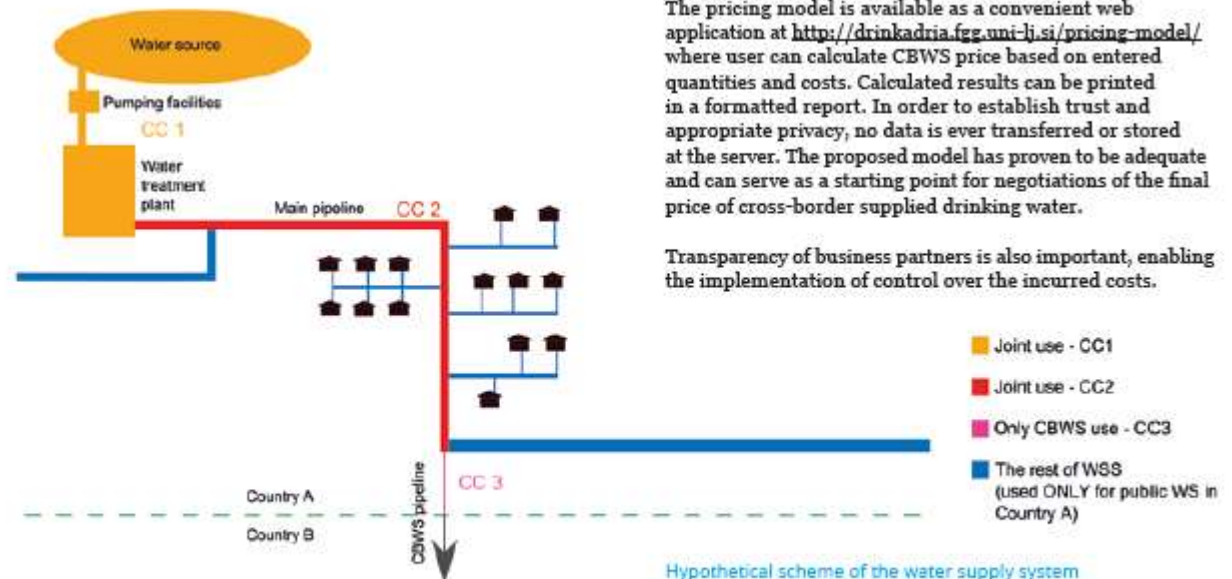 The pricing model is available as a convenient web
application at http://drinkadria.fgg.uni-lj.si/pricing-model/
where user can calculate CBWS price based on entered
quantities and costs. Calculated results can be printed
in a formatted report. In order to establish trust and
appropriate privacy, no data is ever transferred or stored
at the server. The proposed model has proven to be adequate
and can serve as a starting point for negotiations of the final
price of cross-border supplied drinking water.
Transparency of business partners is also important, enabling
the implementation of control over the incurred costs.
Water source
Pumping facilities
CC 1
Water
treatment
plant
Main pipeline
CC 2
CBWS pipeline
CC 3
Country A
Country B
Joint use - CC1
Joint use - CC2
Only CBWS use - CC3
The rest of WSS
(used ONLY for public WS in
Country A)
Hypothetical scheme of the water supply system